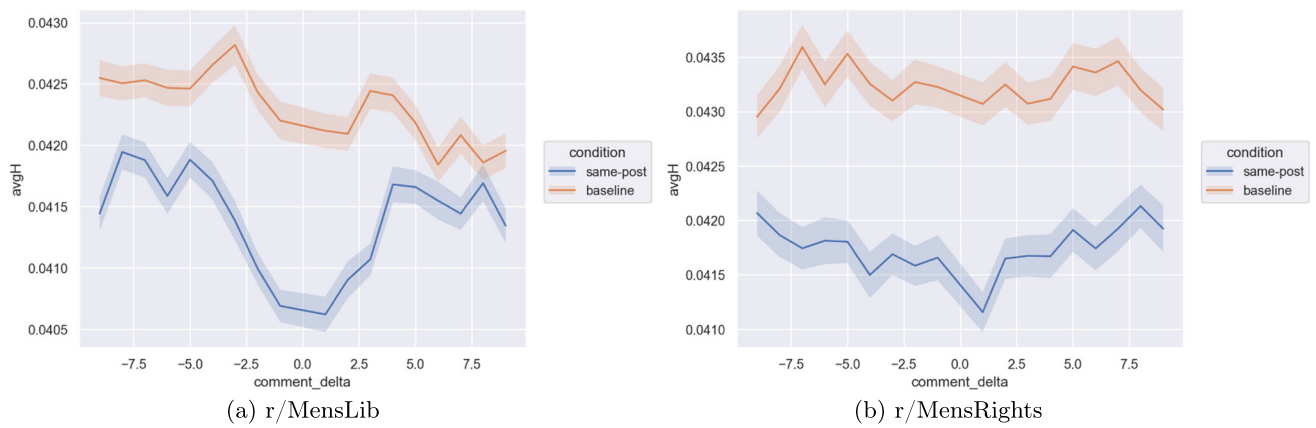 0.0430
0.0425
0.0420
0.0415
0.0410
0.0405
avgH
−7.5 −5.0 −2.5 0.0 2.5 5.0 7.5
comment_delta
condition
same-post
baseline
(a) r/MensLib
0.0435
0.0430
0.0425
0.0420
0.0415
0.0410
avgH
−7.5 −5.0 −2.5 0.0 2.5 5.0 7.5
comment_delta
condition
same-post
baseline
(b) r/MensRights